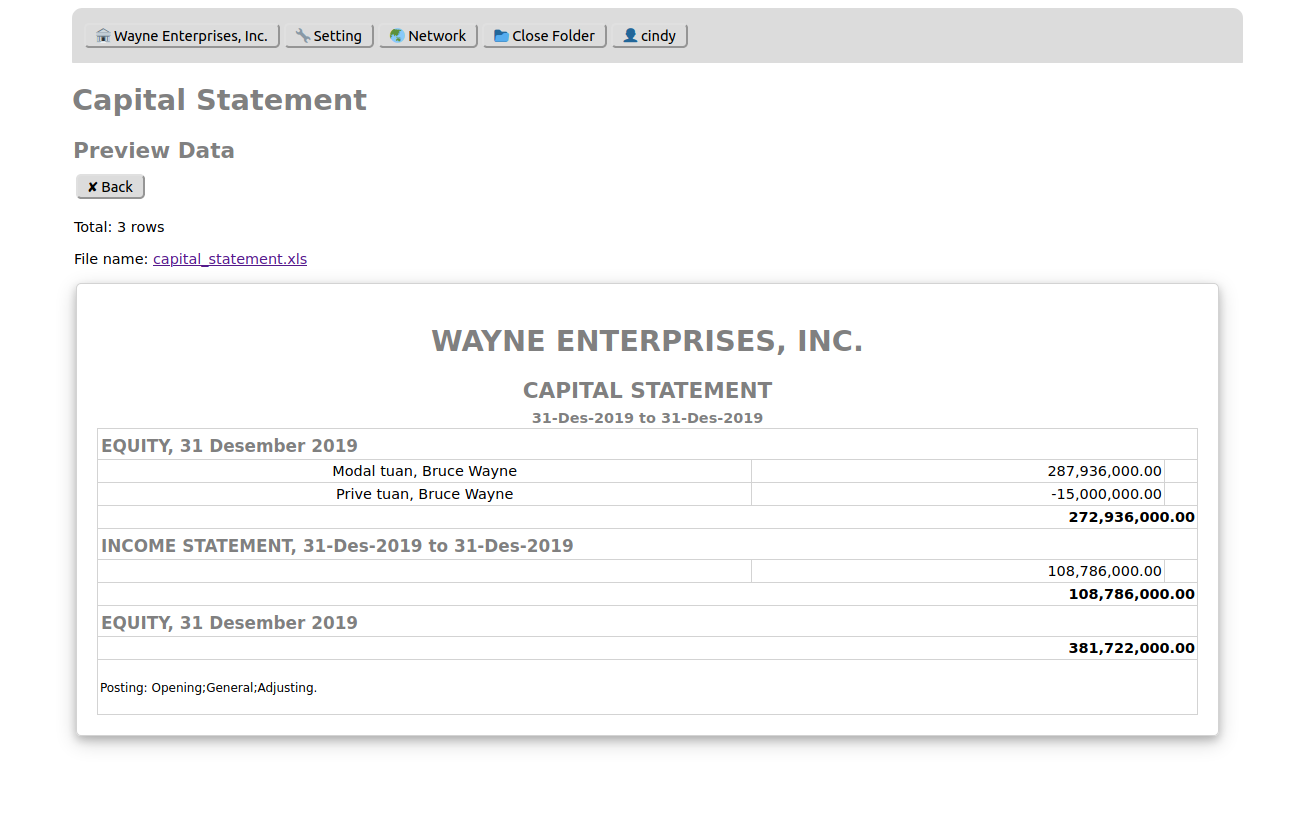 Wayne Enterprises, Inc. Setting Network Close Folder cindy
Capital Statement
Preview Data
✘ Back
Total: 3 rows
File name: capital_statement.xls
WAYNE ENTERPRISES, INC.
CAPITAL STATEMENT
31-Des-2019 to 31-Des-2019
EQUITY, 31 Desember 2019
Modal tuan, Bruce Wayne 287,936,000.00
Prive tuan, Bruce Wayne -15,000,000.00
272,936,000.00
INCOME STATEMENT, 31-Des-2019 to 31-Des-2019
108,786,000.00
108,786,000.00
EQUITY, 31 Desember 2019
381,722,000.00
Posting: Opening;General;Adjusting.